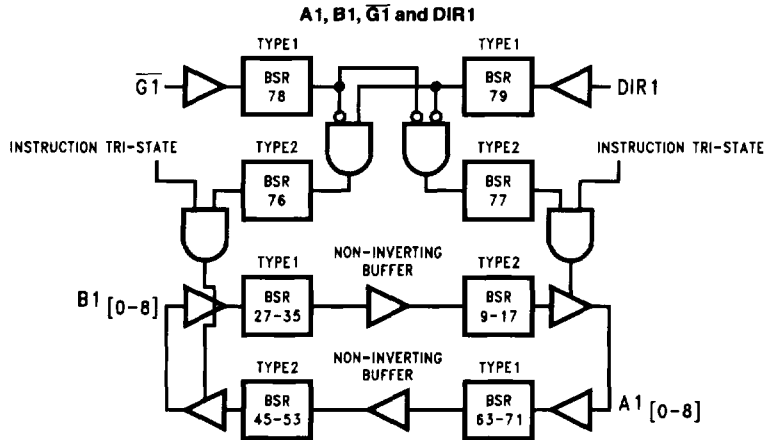 A1, B1, G̅1̅ and DIR1
TYPE1
TYPE1
G̅1̅
BSR
78
BSR
79
DIR1
INSTRUCTION TRI-STATE
INSTRUCTION TRI-STATE
TYPE2
TYPE2
BSR
76
BSR
77
TYPE1
NON-INVERTING
BUFFER
TYPE2
B1 [0-8]
BSR
27-35
BSR
9-17
TYPE2
NON-INVERTING
BUFFER
TYPE1
BSR
45-53
BSR
63-71
A1 [0-8]